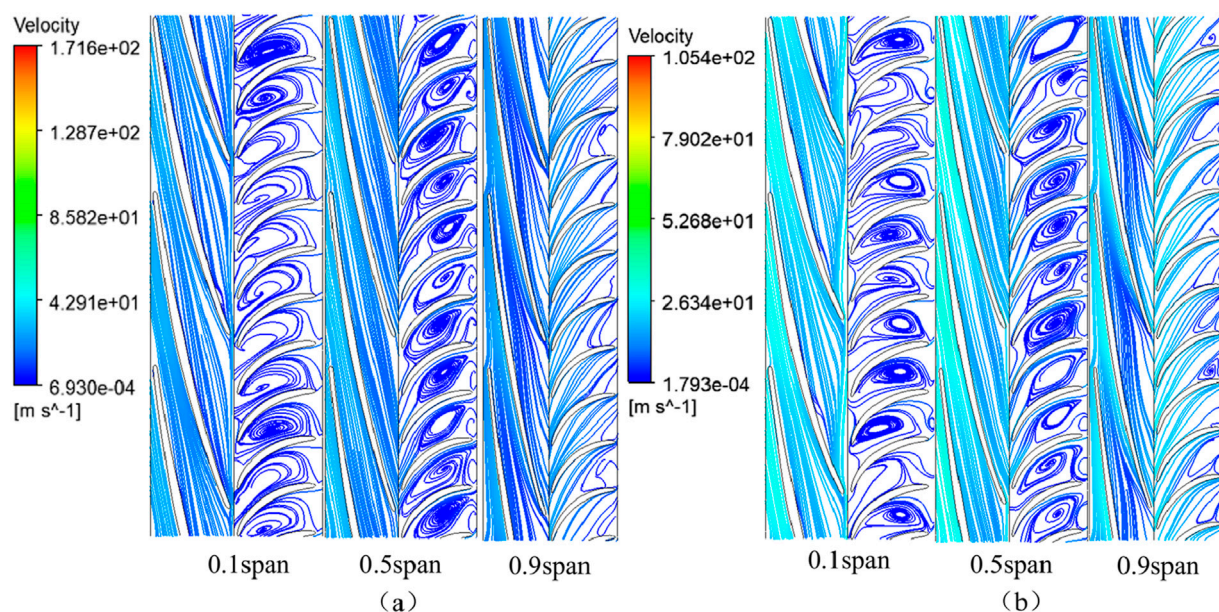 Velocity
1.716e+02
1.287e+02
8.582e+01
4.291e+01
6.930e-04
[m s^-1]
0.1span
0.5span
0.9span
（a）
Velocity
1.054e+02
7.902e+01
5.268e+01
2.634e+01
1.793e-04
[m s^-1]
0.1span
0.5span
0.9span
（b）